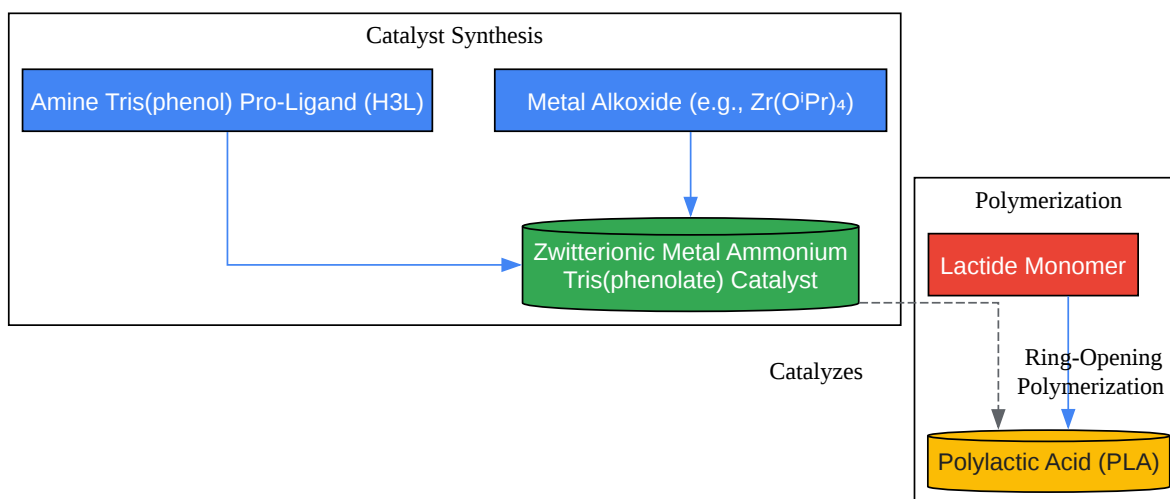 Catalyst Synthesis
Amine Tris(phenol) Pro-Ligand (H3L)
Metal Alkoxide (e.g., Zr(OⁱPr)₄)
Zwitterionic Metal Ammonium
Tris(phenolate) Catalyst
Polymerization
Lactide Monomer
Catalyzes
Ring-Opening
Polymerization
Polylactic Acid (PLA)